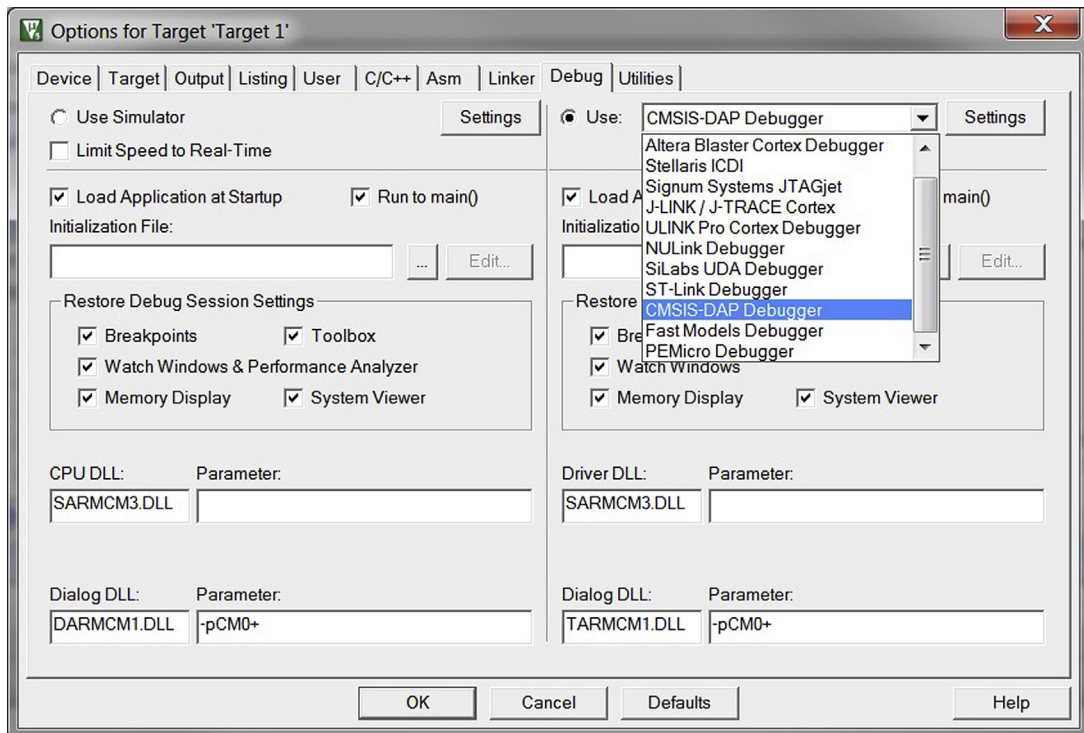 Options for Target 'Target 1'
Device Target Output Listing User C/C++ Asm Linker Debug Utilities
Use Simulator Settings
Limit Speed to Real-Time
Load Application at Startup Run to main()
Initialization File:
... Edit...
Restore Debug Session Settings
Breakpoints Toolbox
Watch Windows & Performance Analyzer
Memory Display System Viewer
CPU DLL: Parameter:
SARMCM3.DLL
Dialog DLL: Parameter:
DARMCM1.DLL -pCM0+
Use: CMSIS-DAP Debugger Settings
Altera Blaster Cortex Debugger
Stellaris ICDI
Signum Systems JTAGjet
J-LINK / J-TRACE Cortex
ULINK Pro Cortex Debugger
NULink Debugger
SiLabs UDA Debugger
ST-Link Debugger
CMSIS-DAP Debugger
Fast Models Debugger
PEMicro Debugger
Load A main()
Initializatio
Edit...
Restore
Bre
Watch Windows
Memory Display System Viewer
Driver DLL: Parameter:
SARMCM3.DLL
Dialog DLL: Parameter:
TARMCM1.DLL -pCM0+
OK Cancel Defaults Help